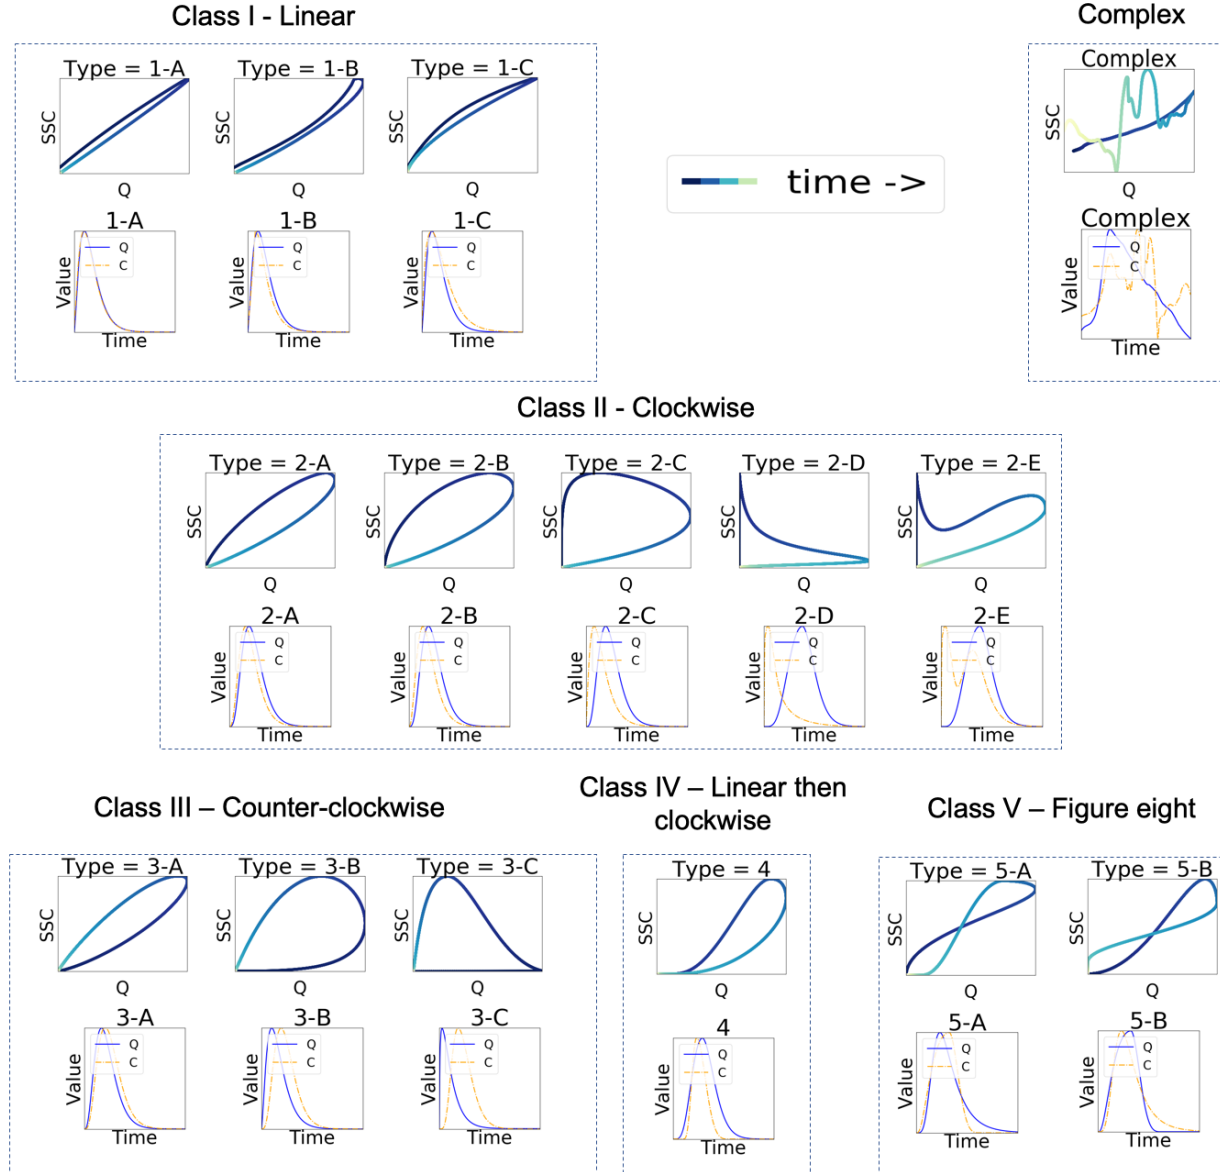 Class I - Linear
Complex
Type = 1-A
Type = 1-B
Type = 1-C
Complex
SSC
SSC
SSC
SSC
Q
Q
Q
Q
time ->
1-A
1-B
1-C
Complex
Q
C
Q
C
Q
C
Q
C
Value
Value
Value
Value
Time
Time
Time
Time
Class II - Clockwise
Type = 2-A
Type = 2-B
Type = 2-C
Type = 2-D
Type = 2-E
SSC
SSC
SSC
SSC
SSC
Q
Q
Q
Q
Q
2-A
2-B
2-C
2-D
2-E
Q
C
Q
C
Q
C
Q
C
Q
C
Value
Value
Value
Value
Value
Time
Time
Time
Time
Time
Class III – Counter-clockwise
Class IV – Linear then
clockwise
Class V – Figure eight
Type = 3-A
Type = 3-B
Type = 3-C
Type = 4
Type = 5-A
Type = 5-B
SSC
SSC
SSC
SSC
SSC
SSC
Q
Q
Q
Q
Q
Q
3-A
3-B
3-C
4
5-A
5-B
Q
C
Q
C
Q
C
Q
C
Q
C
Q
C
Value
Value
Value
Value
Value
Value
Time
Time
Time
Time
Time
Time